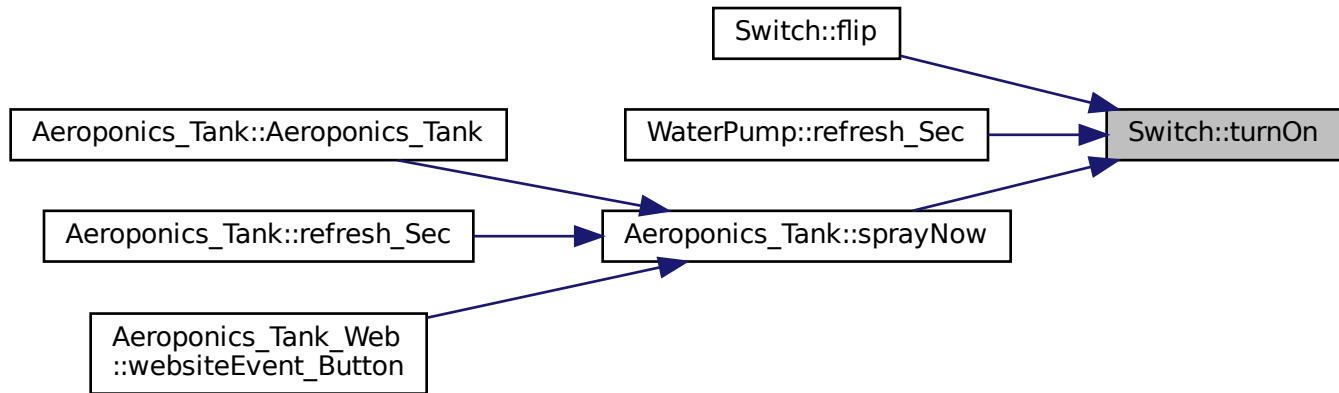 Switch::flip
Aeroponics_Tank::Aeroponics_Tank
WaterPump::refresh_Sec
Switch::turnOn
Aeroponics_Tank::refresh_Sec
Aeroponics_Tank::sprayNow
Aeroponics_Tank_Web
::websiteEvent_Button